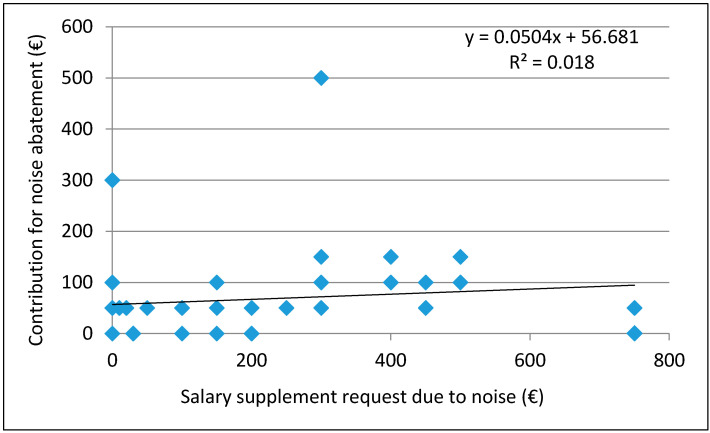 y = 0.0504x + 56.681
R² = 0.018
Contribution for noise abatement (€)
600
500
400
300
200
100
0
0 200 400 600 800
Salary supplement request due to noise (€)